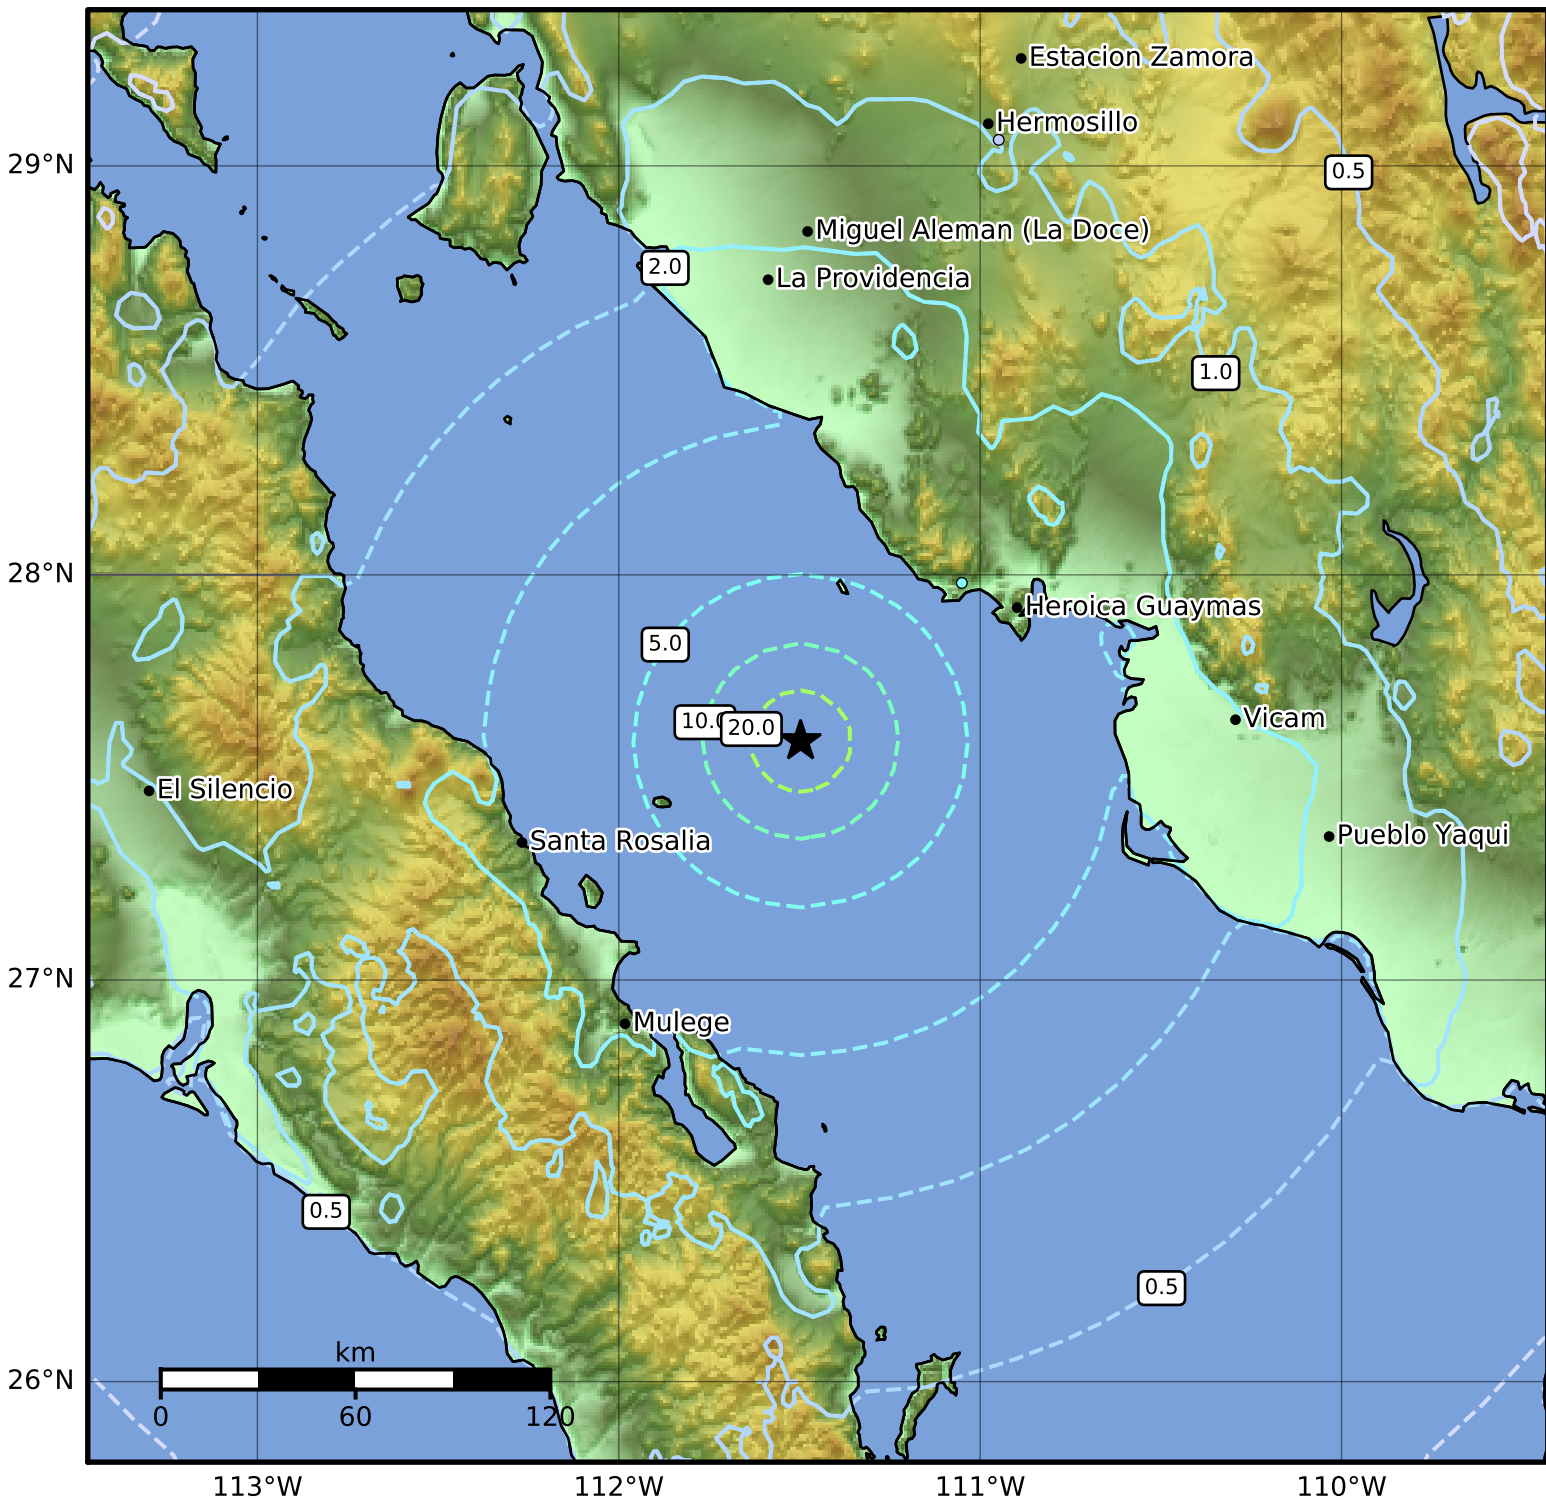 Estacion Zamora
Hermosillo
29°N
0.5
Miguel Aleman (La Doce)
2.0
La Providencia
1.0
28°N
Heroica Guaymas
5.0
10.0
20.0
Vicam
El Silencio
Santa Rosalia
Pueblo Yaqui
27°N
Mulege
0.5
0.5
km
26°N
0 60 120
113°W 112°W 111°W 110°W